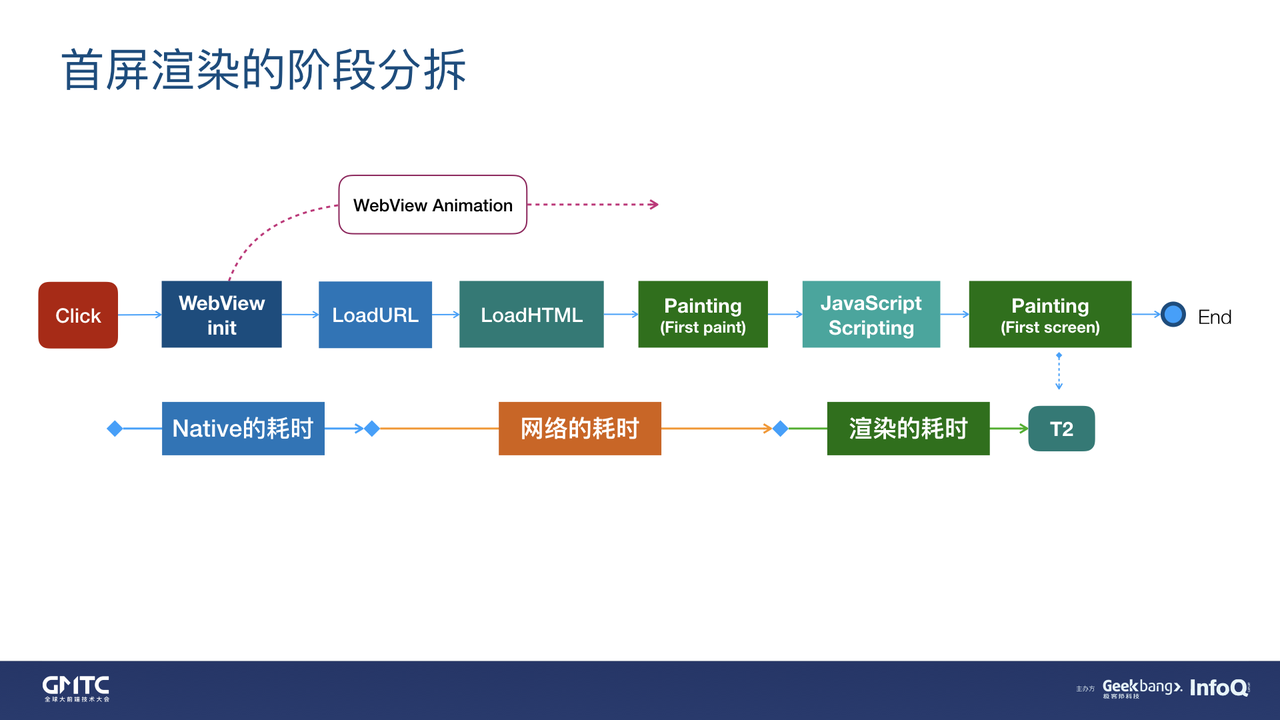 首屏渲染的阶段分拆
WebView Animation
Click
WebView
init
LoadURL
LoadHTML
Painting
(First paint)
JavaScript
Scripting
Painting
(First screen)
End
Native的耗时
网络的耗时
渲染的耗时
T2
GMTC
全球大前端技术大会
主办方
Geekbang>.
极客邦科技
InfoQ